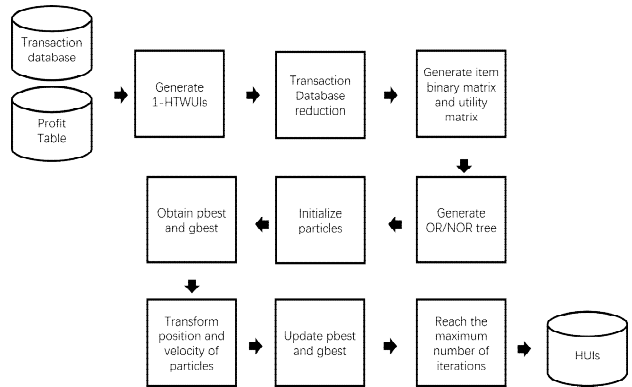 Transaction
database
Profit
Table
Generate
1-HTWUIs
Transaction
Database
reduction
Generate item
binary matrix
and utility
matrix
Generate
OR/NOR tree
Initialize
particles
Obtain pbest
and gbest
Transform
position and
velocity of
particles
Update pbest
and gbest
Reach the
maximum
number of
iterations
HUIs